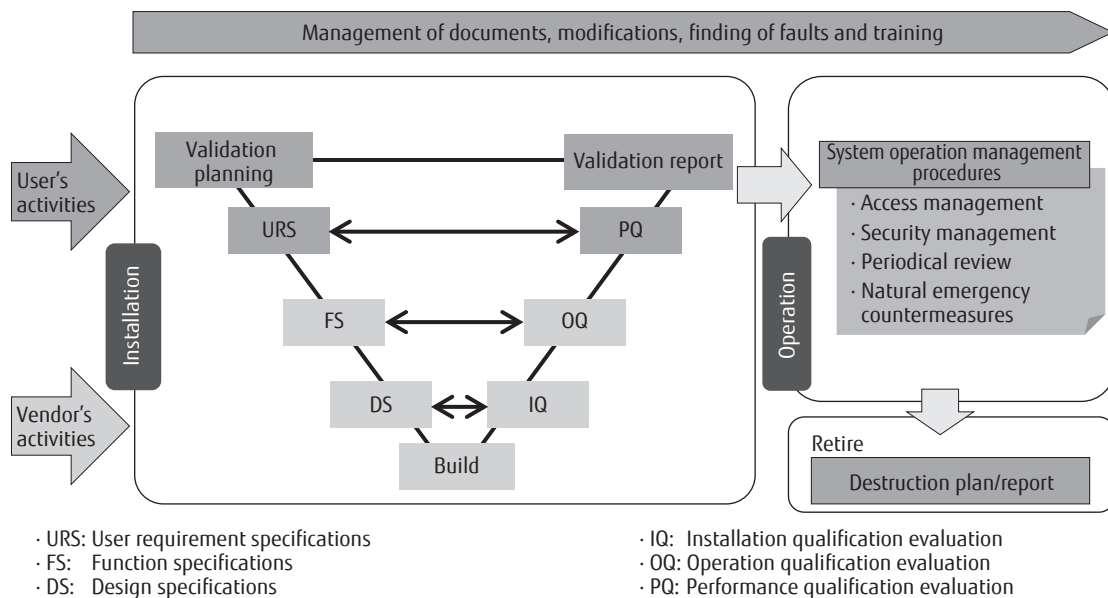 Management of documents, modifications, finding of faults and training
User's
activities
Vendor's
activities
Installation
Validation
planning
Validation report
URS
PQ
FS
OQ
DS
IQ
Build
Operation
System operation management
procedures
· Access management
· Security management
· Periodical review
· Natural emergency
countermeasures
Retire
Destruction plan/report
· URS: User requirement specifications
· FS: Function specifications
· DS: Design specifications
· IQ: Installation qualification evaluation
· OQ: Operation qualification evaluation
· PQ: Performance qualification evaluation